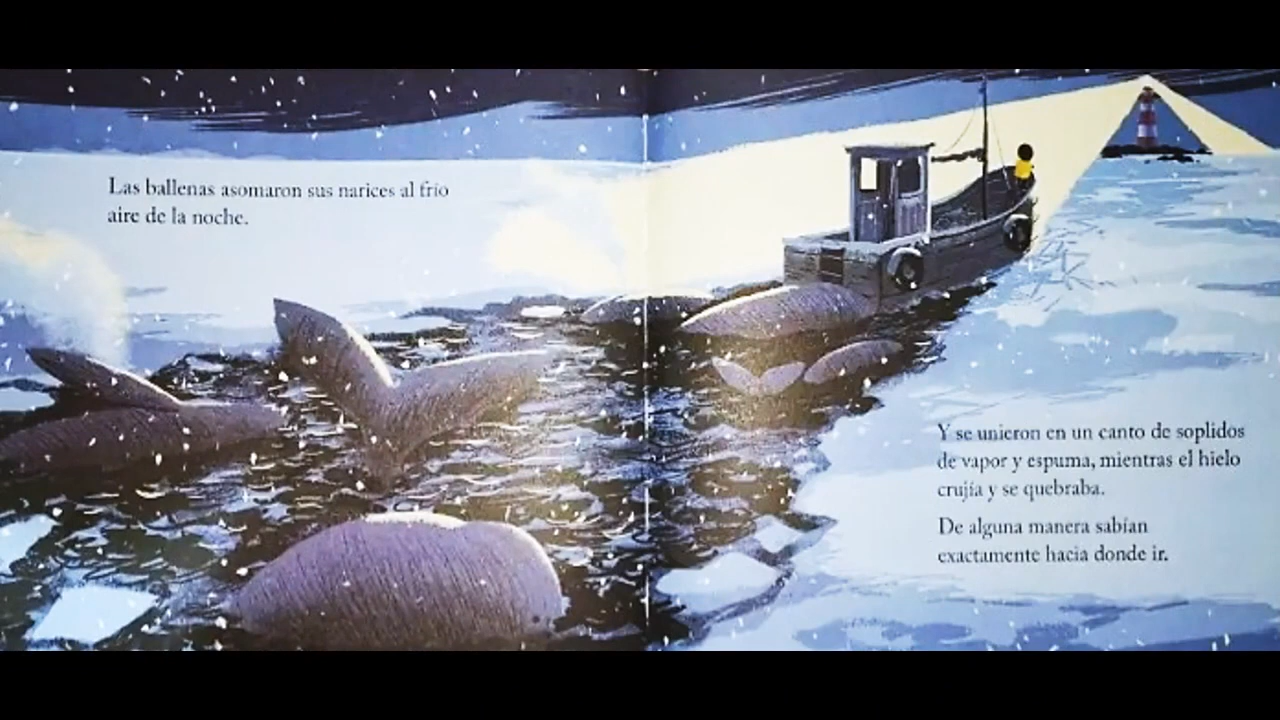 Las ballenas asomaron sus narices al frío
aire de la noche.
Y se unieron en un canto de soplidos
de vapor y espuma, mientras el hielo
crujía y se quebraba.
De alguna manera sabían
exactamente hacia donde ir.